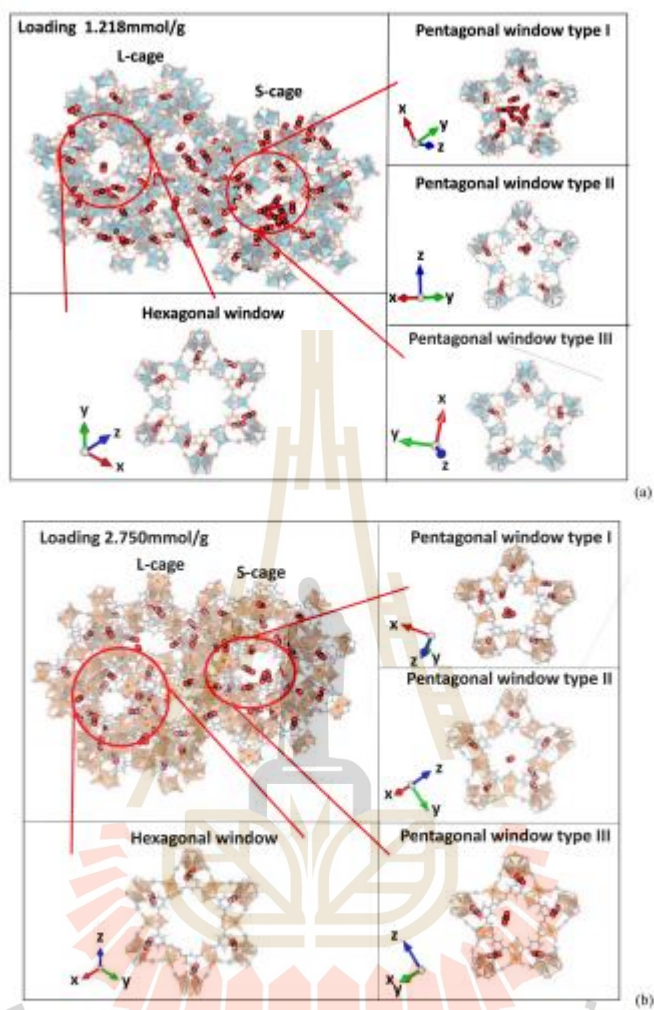 Loading 1.218mmol/g
L-cage
S-cage
Pentagonal window type I
x
y
z
Pentagonal window type II
z
x
y
Hexagonal window
y
z
x
Pentagonal window type III
x
y
z
(a)
Loading 2.750mmol/g
L-cage
S-cage
Pentagonal window type I
x
z
y
Pentagonal window type II
z
x
y
Hexagonal window
z
x
y
Pentagonal window type III
z
x
y
(b)